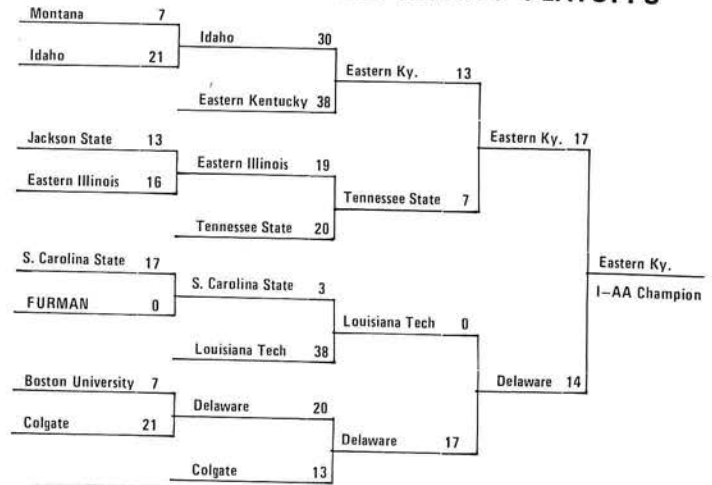 PLAYOFFS
Montana 7
Idaho 21
Idaho 30
Eastern Kentucky 38
Eastern Ky. 13
Jackson State 13
Eastern Illinois 16
Eastern Illinois 19
Tennessee State 20
Tennessee State 7
Eastern Ky. 17
S. Carolina State 17
FURMAN 0
S. Carolina State 3
Louisiana Tech 38
Louisiana Tech 0
Boston University 7
Colgate 21
Delaware 20
Colgate 13
Delaware 17
Delaware 14
Eastern Ky.
I-AA Champion